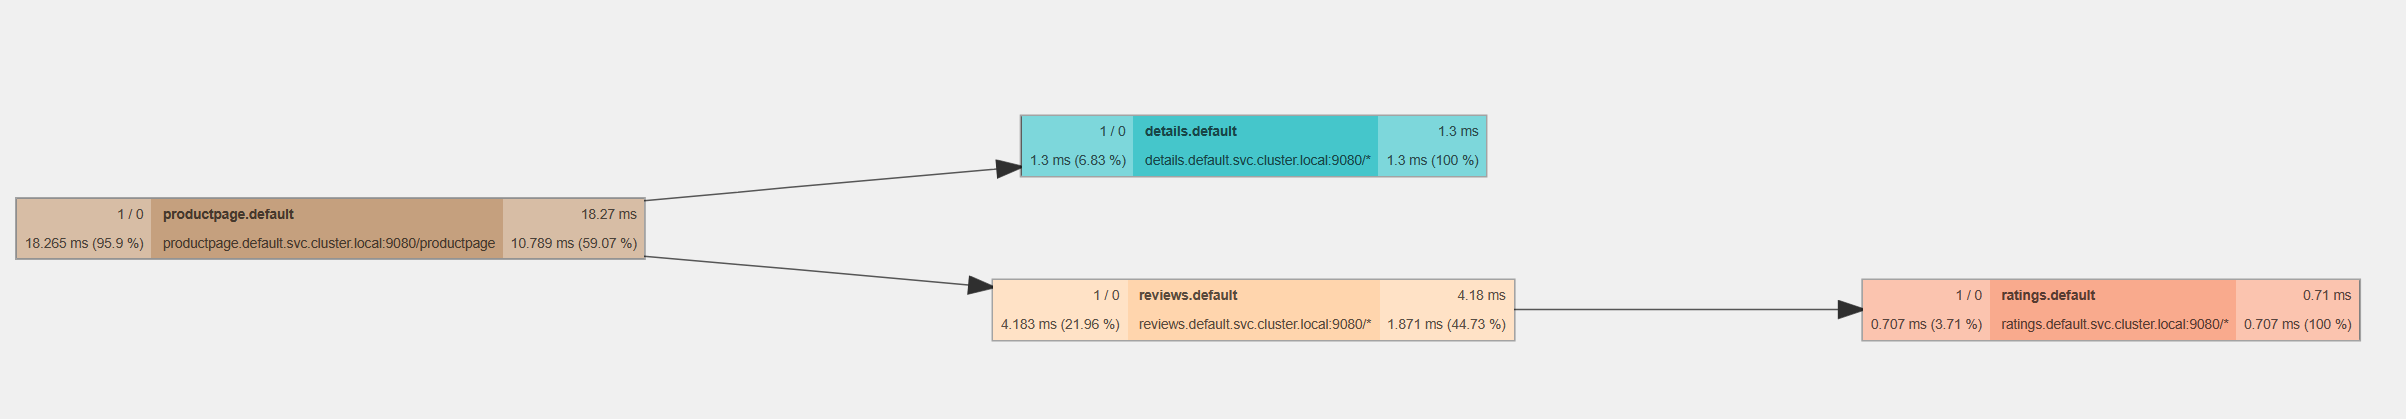 1 / 0 productpage.default 18.27 ms
18.265 ms (95.9 %) productpage.default.svc.cluster.local:9080/productpage 10.789 ms (59.07 %)
1 / 0 details.default 1.3 ms
1.3 ms (6.83 %) details.default.svc.cluster.local:9080/* 1.3 ms (100 %)
1 / 0 reviews.default 4.18 ms
4.183 ms (21.96 %) reviews.default.svc.cluster.local:9080/* 1.871 ms (44.73 %)
1 / 0 ratings.default 0.71 ms
0.707 ms (3.71 %) ratings.default.svc.cluster.local:9080/* 0.707 ms (100 %)